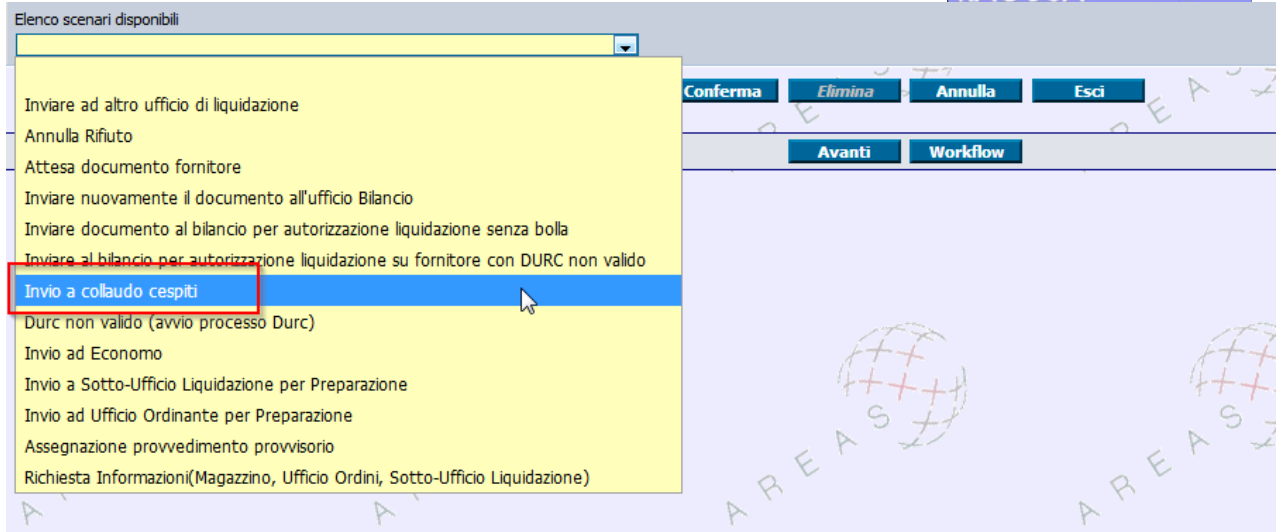 Elenco scenari disponibili
Conferma Elimina Annulla Esci
Avanti Workflow
Inviare ad altro ufficio di liquidazione
Annulla Rifiuto
Attesa documento fornitore
Inviare nuovamente il documento all'ufficio Bilancio
Inviare documento al bilancio per autorizzazione liquidazione senza bolla
Inviare al bilancio per autorizzazione liquidazione su fornitore con DURC non valido
Invio a collaudo cespiti
Durc non valido (avvio processo Durc)
Invio ad Economo
Invio a Sotto-Ufficio Liquidazione per Preparazione
Invio ad Ufficio Ordinante per Preparazione
Assegnazione provvedimento provvisorio
Richiesta Informazioni(Magazzino, Ufficio Ordini, Sotto-Ufficio Liquidazione)
AREAS
AREAS